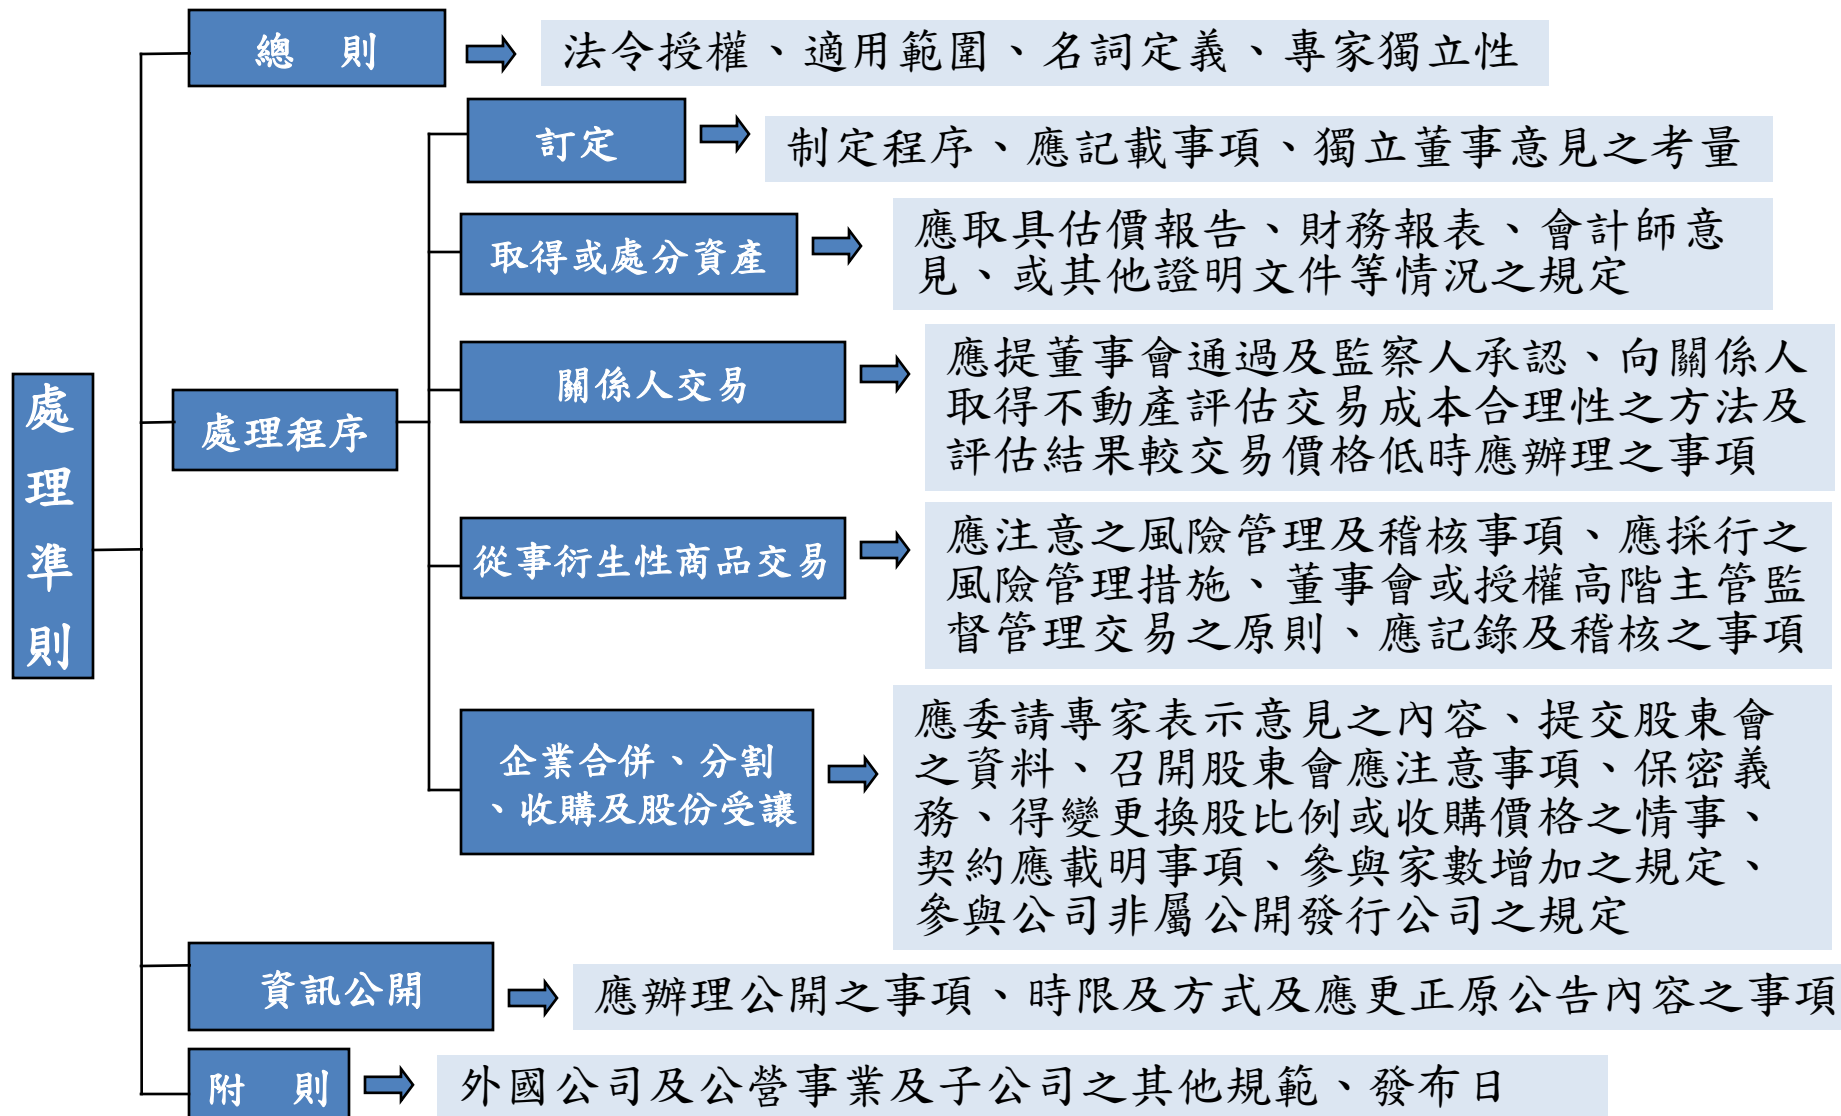 總 則
法令授權、適用範圍、名詞定義、專家獨立性
訂定
制定程序、應記載事項、獨立董事意見之考量
取得或處分資產
應取具估價報告、財務報表、會計師意
見、或其他證明文件等情況之規定
處理準則
處理程序
關係人交易
應提董事會通過及監察人承認、向關係人
取得不動產評估交易成本合理性之方法及
評估結果較交易價格低時應辦理之事項
從事衍生性商品交易
應注意之風險管理及稽核事項、應採行之
風險管理措施、董事會或授權高階主管監
督管理交易之原則、應記錄及稽核之事項
企業合併、分割
、收購及股份受讓
應委請專家表示意見之內容、提交股東會
之資料、召開股東會應注意事項、保密義
務、得變更換股比例或收購價格之情事、
契約應載明事項、參與家數增加之規定、
參與公司非屬公開發行公司之規定
資訊公開
應辦理公開之事項、時限及方式及應更正原公告內容之事項
附 則
外國公司及公營事業及子公司之其他規範、發布日